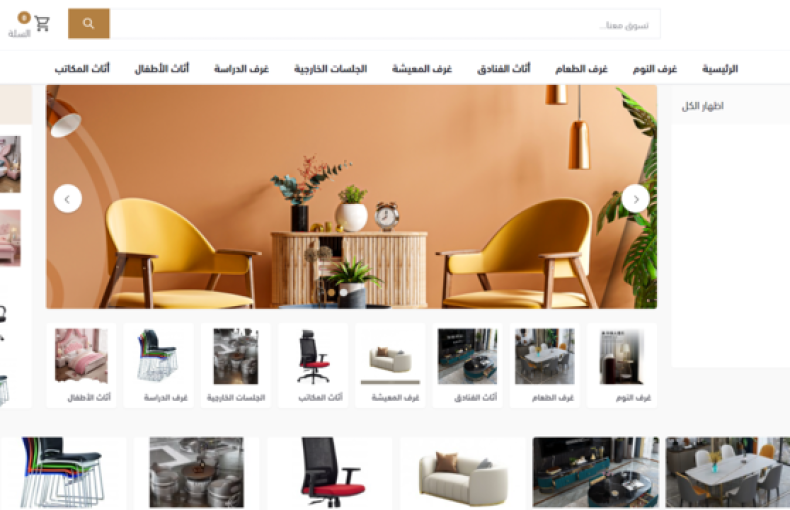 تسوق معنا...
0
السلة
الرئيسية غرف النوم غرف الطعام أثاث الفنادق غرف المعيشة الجلسات الخارجية غرف الدراسة أثاث الأطفال أثاث المكاتب
اظهار الكل
غرف النوم غرف الطعام أثاث الفنادق غرف المعيشة أثاث المكاتب الجلسات الخارجية غرف الدراسة أثاث الأطفال